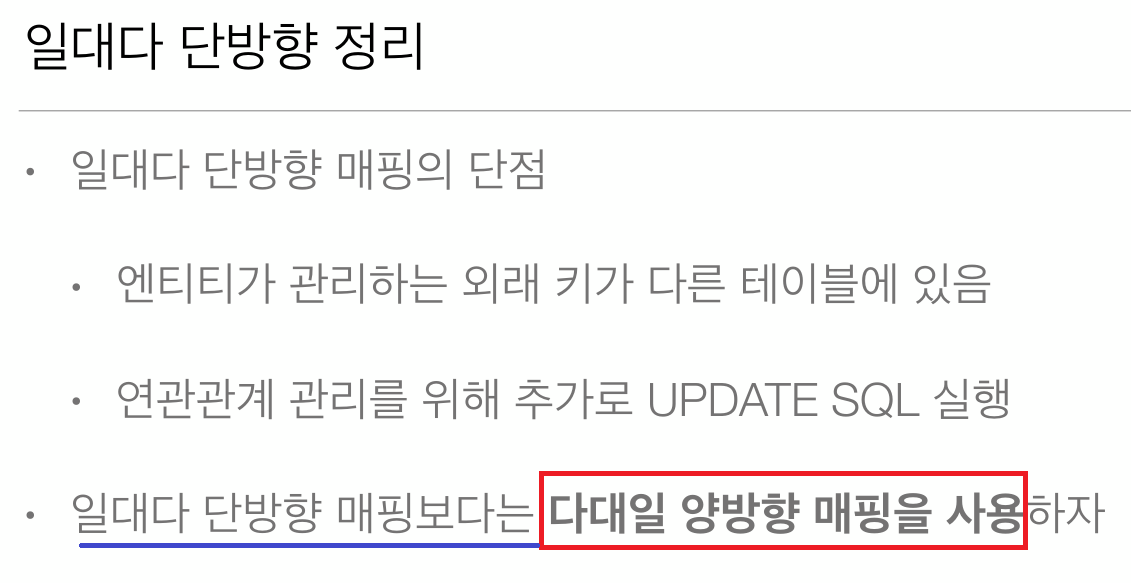 일대다 단방향 정리
• 일대다 단방향 매핑의 단점
• 엔티티가 관리하는 외래 키가 다른 테이블에 있음
• 연관관계 관리를 위해 추가로 UPDATE SQL 실행
• 일대다 단방향 매핑보다는 다대일 양방향 매핑을 사용하자